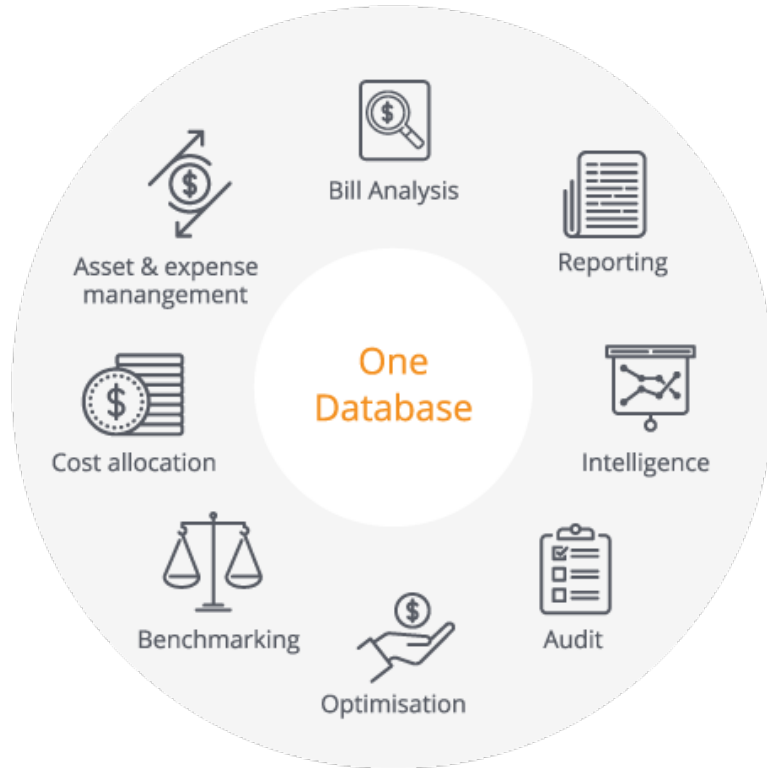 Bill Analysis
Reporting
Intelligence
Audit
Optimisation
Benchmarking
Cost allocation
Asset & expense
manangement
One
Database